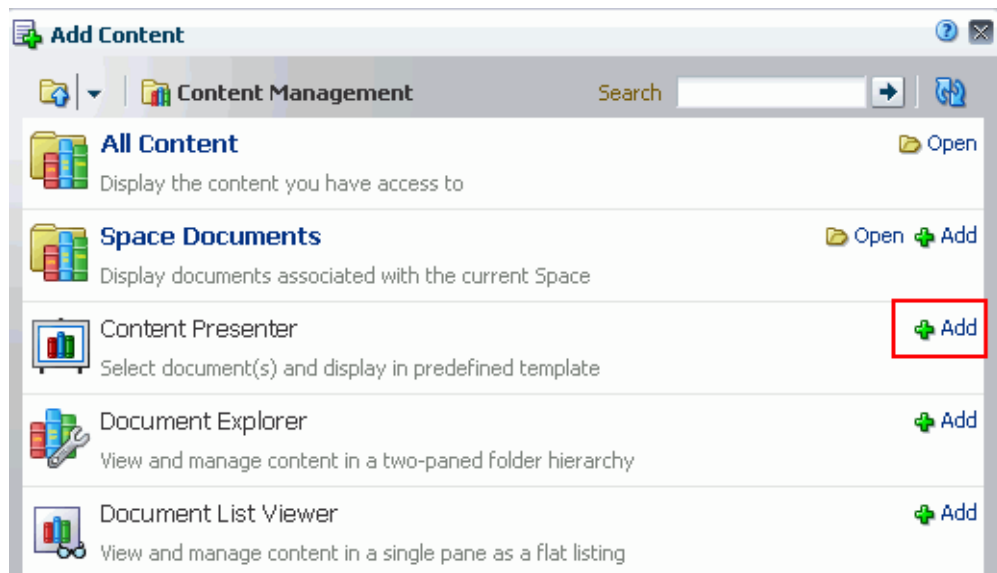 Add Content
Content Management Search
All Content Open
Display the content you have access to
Space Documents Open Add
Display documents associated with the current Space
Content Presenter Add
Select document(s) and display in predefined template
Document Explorer Add
View and manage content in a two-paned folder hierarchy
Document List Viewer Add
View and manage content in a single pane as a flat listing